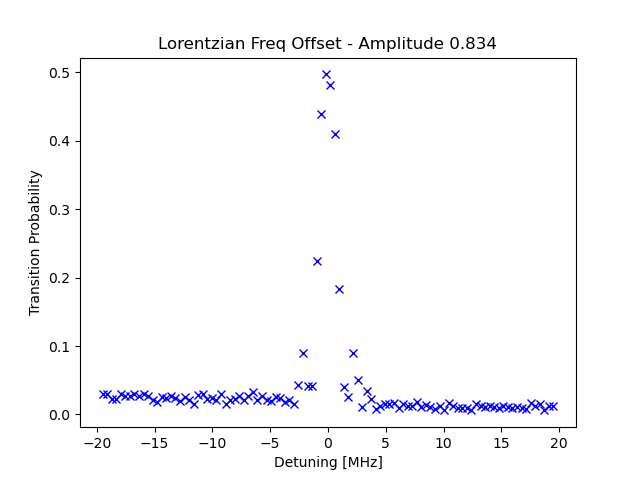 Lorentzian Freq Offset - Amplitude 0.834
Transition Probability
0.5
0.4
0.3
0.2
0.1
0.0
−20 −15 −10 −5 0 5 10 15 20
Detuning [MHz]